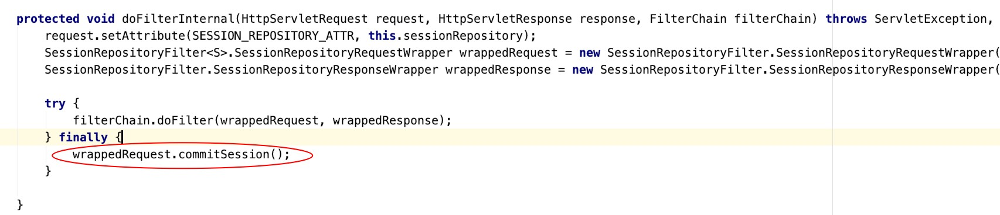 protected void doFilterInternal(HttpServletRequest request, HttpServletResponse response, FilterChain filterChain) throws ServletException,
request.setAttribute(SESSION_REPOSITORY_ATTR, this.sessionRepository);
SessionRepositoryFilter<S>.SessionRepositoryRequestWrapper wrappedRequest = new SessionRepositoryFilter.SessionRepositoryRequestWrapper(
SessionRepositoryFilter.SessionRepositoryResponseWrapper wrappedResponse = new SessionRepositoryFilter.SessionRepositoryResponseWrapper(
try {
filterChain.doFilter(wrappedRequest, wrappedResponse);
} finally {
wrappedRequest.commitSession();
}
}